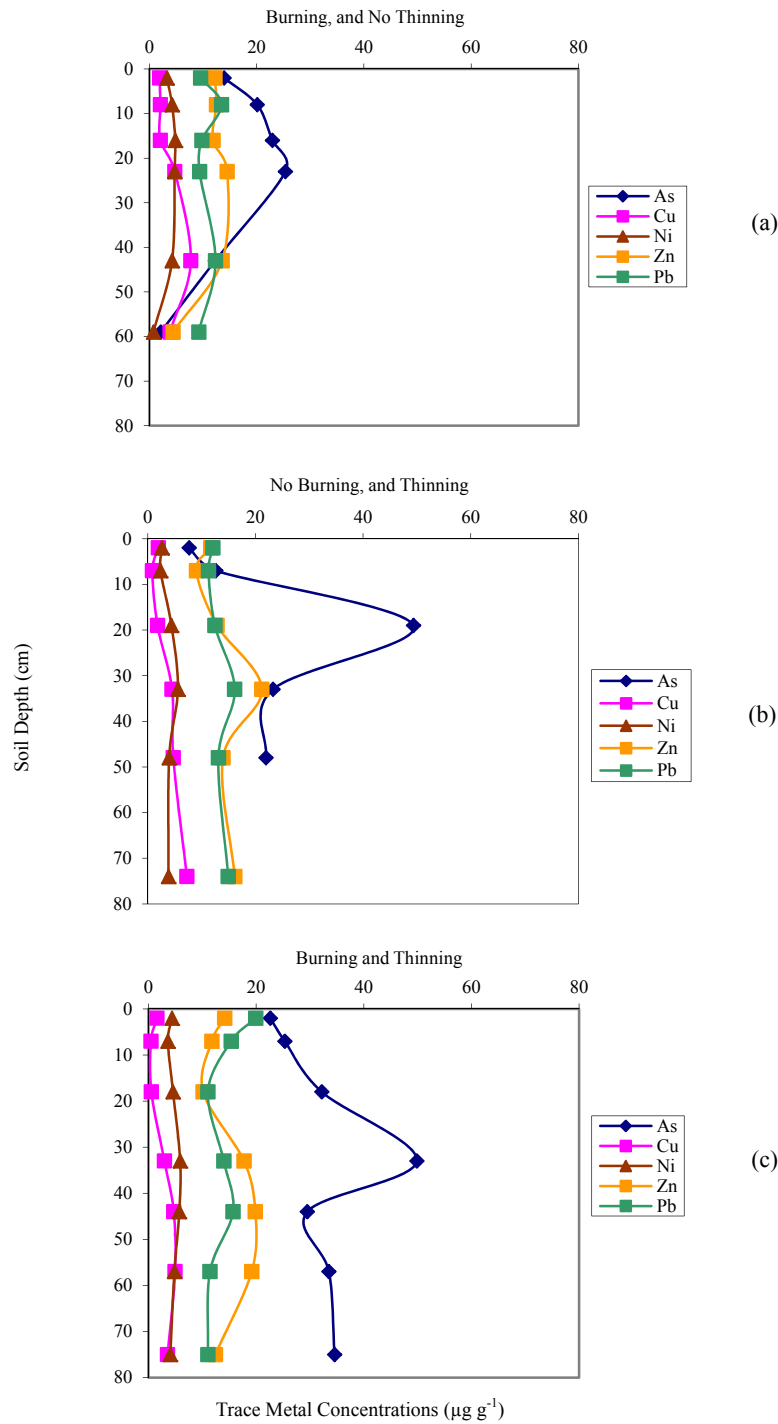 Burning, and No Thinning
0 20 40 60 80
0
10
20
30
40
50
60
70
80
As
Cu
Ni
Zn
Pb
(a)
No Burning, and Thinning
0 20 40 60 80
0
10
20
30
40
50
60
70
80
As
Cu
Ni
Zn
Pb
(b)
Soil Depth (cm)
Burning and Thinning
0 20 40 60 80
0
10
20
30
40
50
60
70
80
As
Cu
Ni
Zn
Pb
(c)
Trace Metal Concentrations (µg g-1)